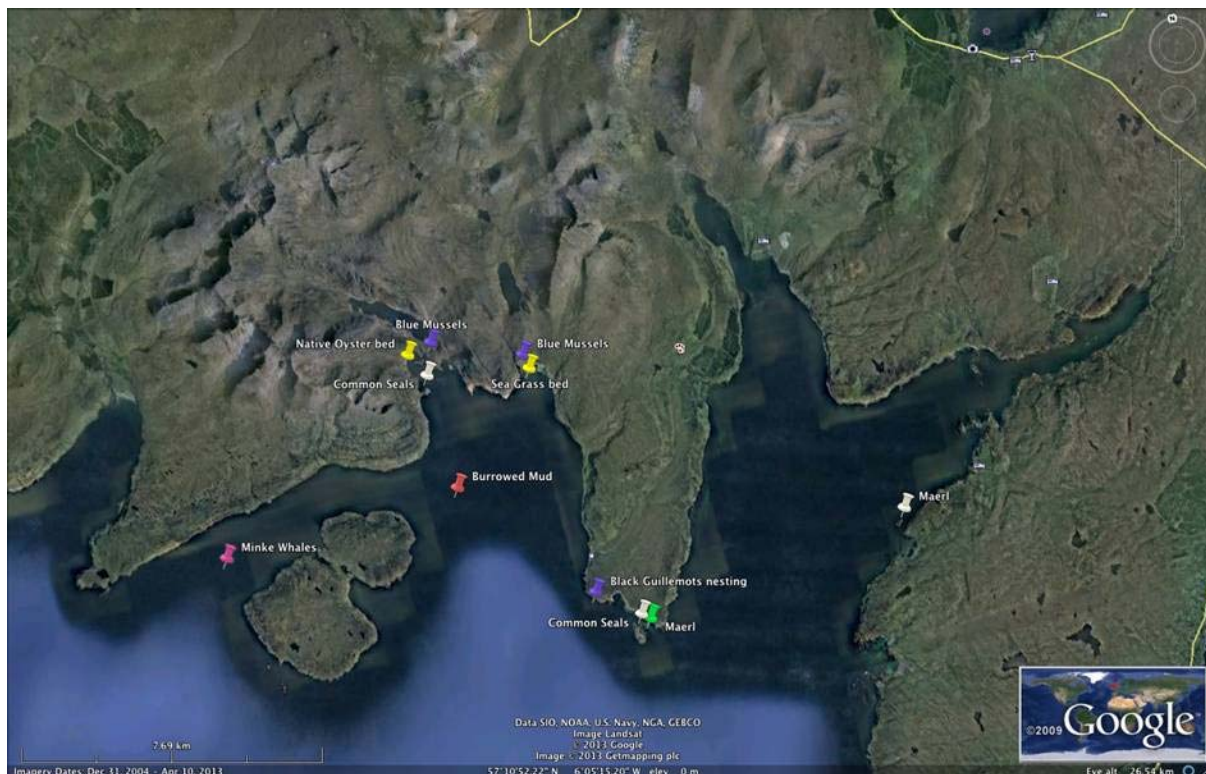 N
Blue Mussels
Native Oyster bed
Blue Mussels
Common Seals
Sea Grass bed
Burrowed Mud
Maerl
Minke Whales
Black Guillemots nesting
Common Seals
Maerl
Data SIO, NOAA, U.S. Navy, NGA, GEBCO
Image Landsat
© 2013 Google
Image © 2013 Getmapping plc
©2009 Google
7.69 km
Imagery Dates: Dec 31, 2004 - Apr 10, 2013
57°10'52.22" N 6°05'15.20" W elev 0 m
Eye alt 26.54 km